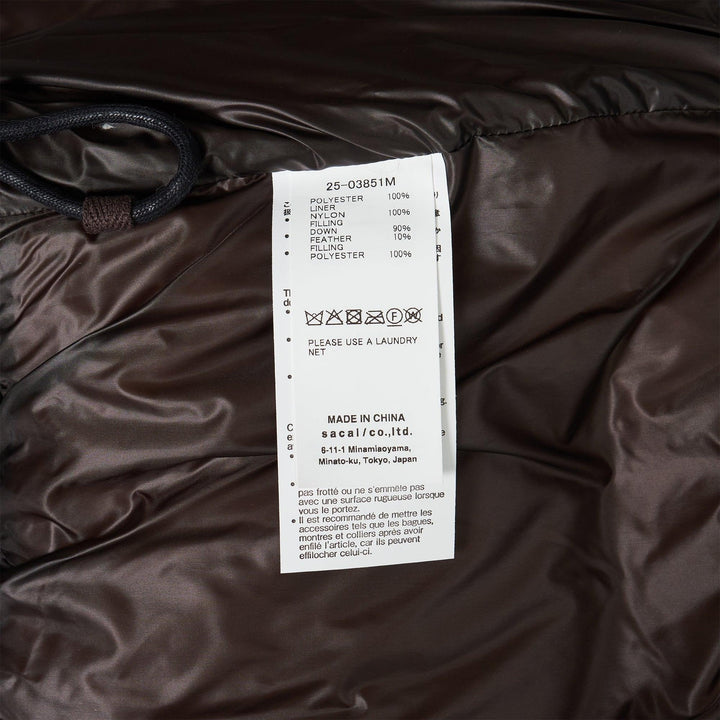 25-03851M
POLYESTER 100%
LINER
NYLON 100%
FILLING
DOWN 90%
FEATHER 10%
FILLING
POLYESTER 100%
PLEASE USE A LAUNDRY
NET
MADE IN CHINA
sacai/co.,ltd.
6-11-1 Minamiaoyama,
Minato-ku, Tokyo, Japan
pas frotté ou ne s'emmêle pas
avec une surface rugueuse lorsque
vous le portez.
• Il est recommandé de mettre les
accessoires tels que les bagues,
montres et colliers après avoir
enfilé l'article, car ils peuvent
effilocher celui-ci.